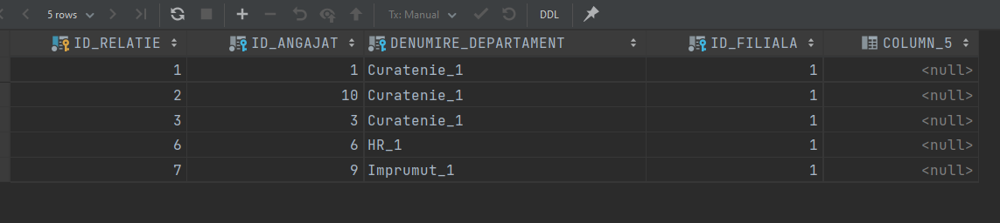 5 rows Tx: Manual DDL
ID_RELATIE ID_ANGAJAT DENUMIRE_DEPARTAMENT ID_FILIALA COLUMN_5
1 1 Curatenie_1 1 <null>
2 10 Curatenie_1 1 <null>
3 3 Curatenie_1 1 <null>
6 6 HR_1 1 <null>
7 9 Imprumut_1 1 <null>